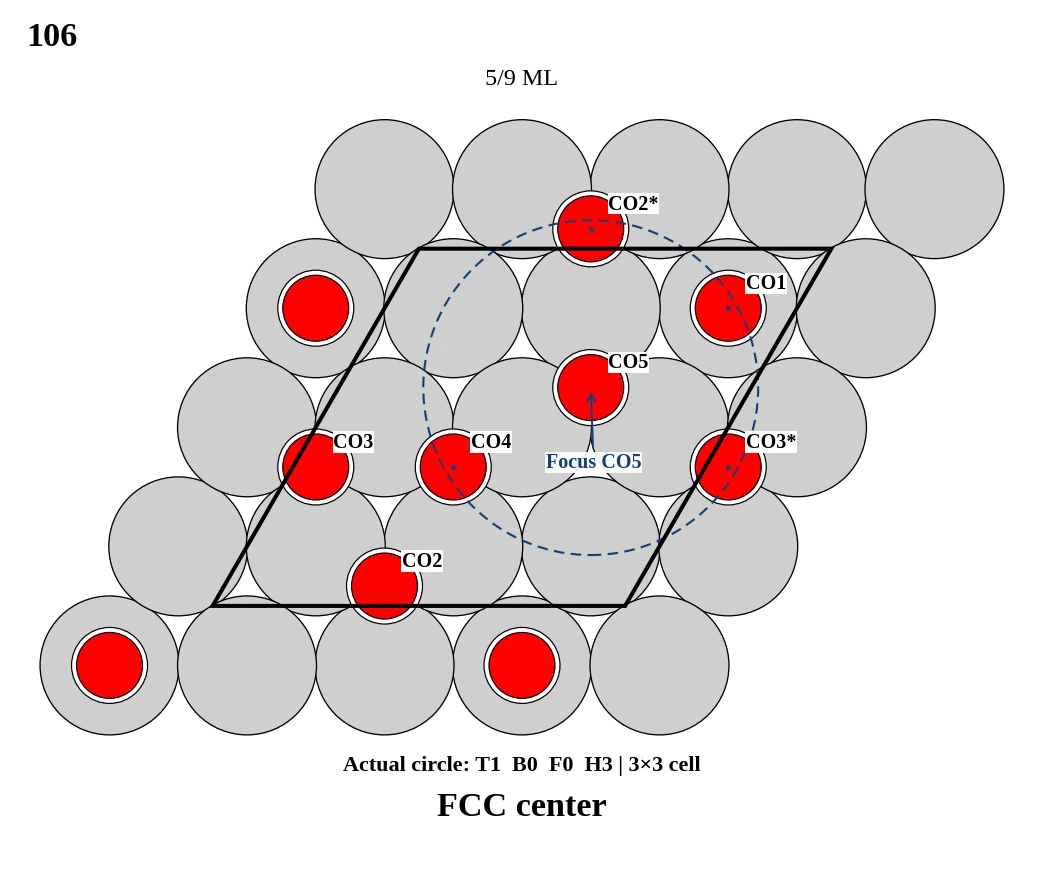 106
5/9 ML
CO2*
CO1
CO5
CO3
CO4
CO3*
Focus CO5
CO2
Actual circle: T1 B0 F0 H3 | 3×3 cell
FCC center